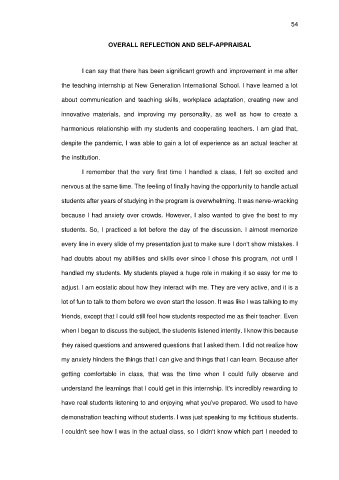 54
OVERALL REFLECTION AND SELF-APPRAISAL
I can say that there has been significant growth and improvement in me after
the teaching internship at New Generation International School. I have learned a lot
about communication and teaching skills, workplace adaptation, creating new and
innovative materials, and improving my personality, as well as how to create a
harmonious relationship with my students and cooperating teachers. I am glad that,
despite the pandemic, I was able to gain a lot of experience as an actual teacher at
the institution.
I remember that the very first time I handled a class, I felt so excited and
nervous at the same time. The feeling of finally having the opportunity to handle actual
students after years of studying in the program is overwhelming. It was nerve-wracking
because I had anxiety over crowds. However, I also wanted to give the best to my
students. So, I practiced a lot before the day of the discussion. I almost memorize
every line in every slide of my presentation just to make sure I don't show mistakes. I
had doubts about my abilities and skills ever since I chose this program, not until I
handled my students. My students played a huge role in making it so easy for me to
adjust. I am ecstatic about how they interact with me. They are very active, and it is a
lot of fun to talk to them before we even start the lesson. It was like I was talking to my
friends, except that I could still feel how students respected me as their teacher. Even
when I began to discuss the subject, the students listened intently. I know this because
they raised questions and answered questions that I asked them. I did not realize how
my anxiety hinders the things that I can give and things that I can learn. Because after
getting comfortable in class, that was the time when I could fully observe and
understand the learnings that I could get in this internship. It's incredibly rewarding to
have real students listening to and enjoying what you've prepared. We used to have
demonstration teaching without students. I was just speaking to my fictitious students.
I couldn't see how I was in the actual class, so I didn't know which part I needed to